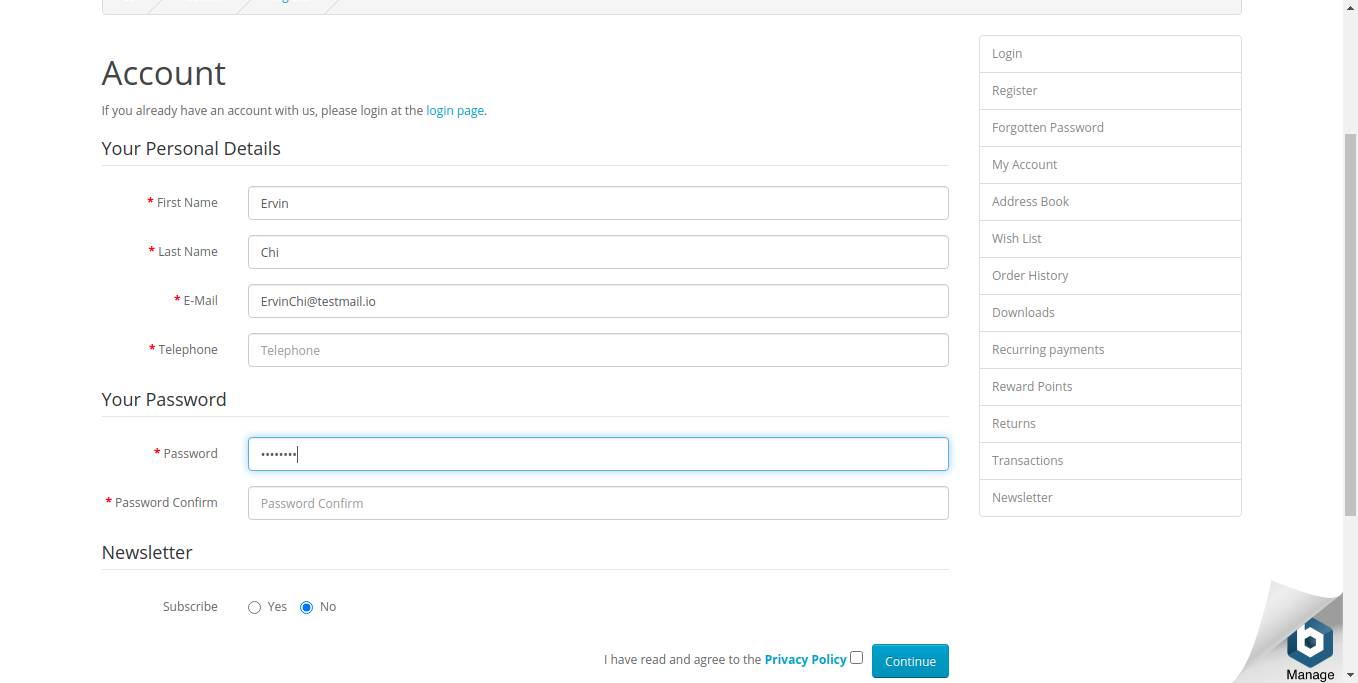 Account
If you already have an account with us, please login at the login page.
Your Personal Details
* First Name
Ervin
* Last Name
Chi
* E-Mail
ErvinChi@testmail.io
* Telephone
Telephone
Your Password
* Password
••••••••
* Password Confirm
Password Confirm
Newsletter
Subscribe
Yes
No
I have read and agree to the Privacy Policy
Continue
Login
Register
Forgotten Password
My Account
Address Book
Wish List
Order History
Downloads
Recurring payments
Reward Points
Returns
Transactions
Newsletter
Manage